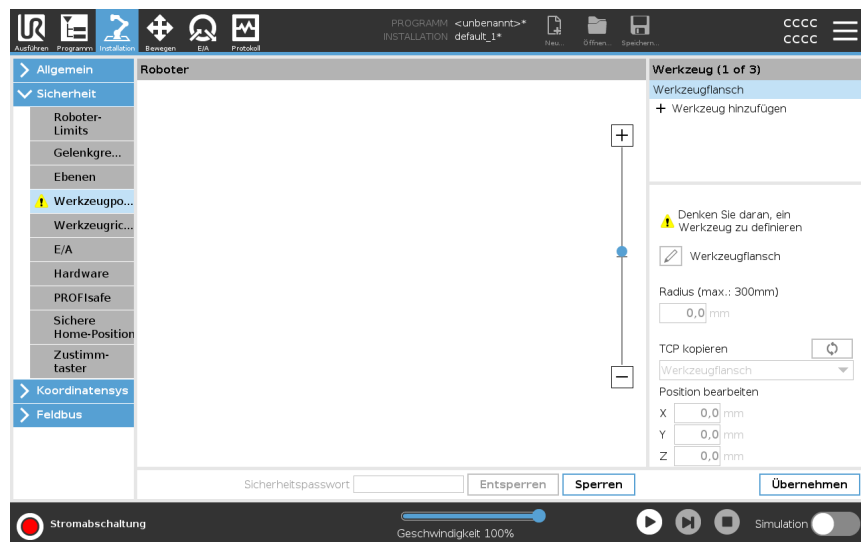 PROGRAMM <unbenannt>*
INSTALLATION default_1*
Ausführen Programm Installation Bewegen E/A Protokoll
Neu... Öffnen... Speichern...
CCCC
CCCC
Allgemein
Sicherheit
Roboter-
Limits
Gelenkgre...
Ebenen
Werkzeugpo...
Werkzeugric...
E/A
Hardware
PROFIsafe
Sichere
Home-Position
Zustimm-
taster
Koordinatensys
Feldbus
Roboter
Werkzeug (1 of 3)
Werkzeugflansch
+ Werkzeug hinzufügen
Denken Sie daran, ein
Werkzeug zu definieren
Werkzeugflansch
Radius (max.: 300mm)
0,0 mm
TCP kopieren
Werkzeugflansch
Position bearbeiten
X 0,0 mm
Y 0,0 mm
Z 0,0 mm
Sicherheitspasswort Entsperren Sperren Übernehmen
Stromabschaltung
Geschwindigkeit 100%
Simulation